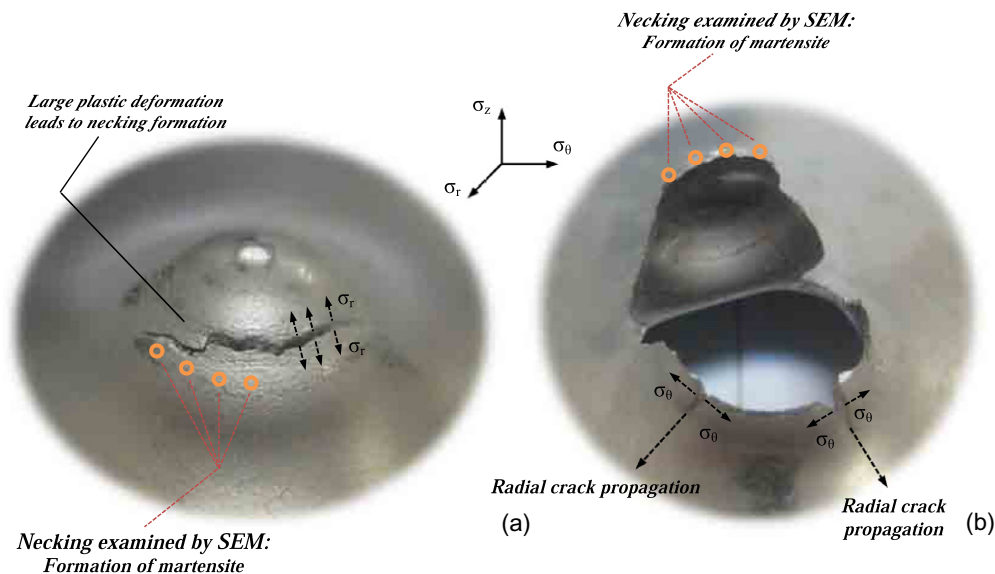 Necking examined by SEM:
Formation of martensite
Large plastic deformation
leads to necking formation
σz
σθ
σr
σr
σr
σθ
σθ
σθ
σθ
Radial crack propagation
Radial crack
propagation
(a)
(b)
Necking examined by SEM:
Formation of martensite